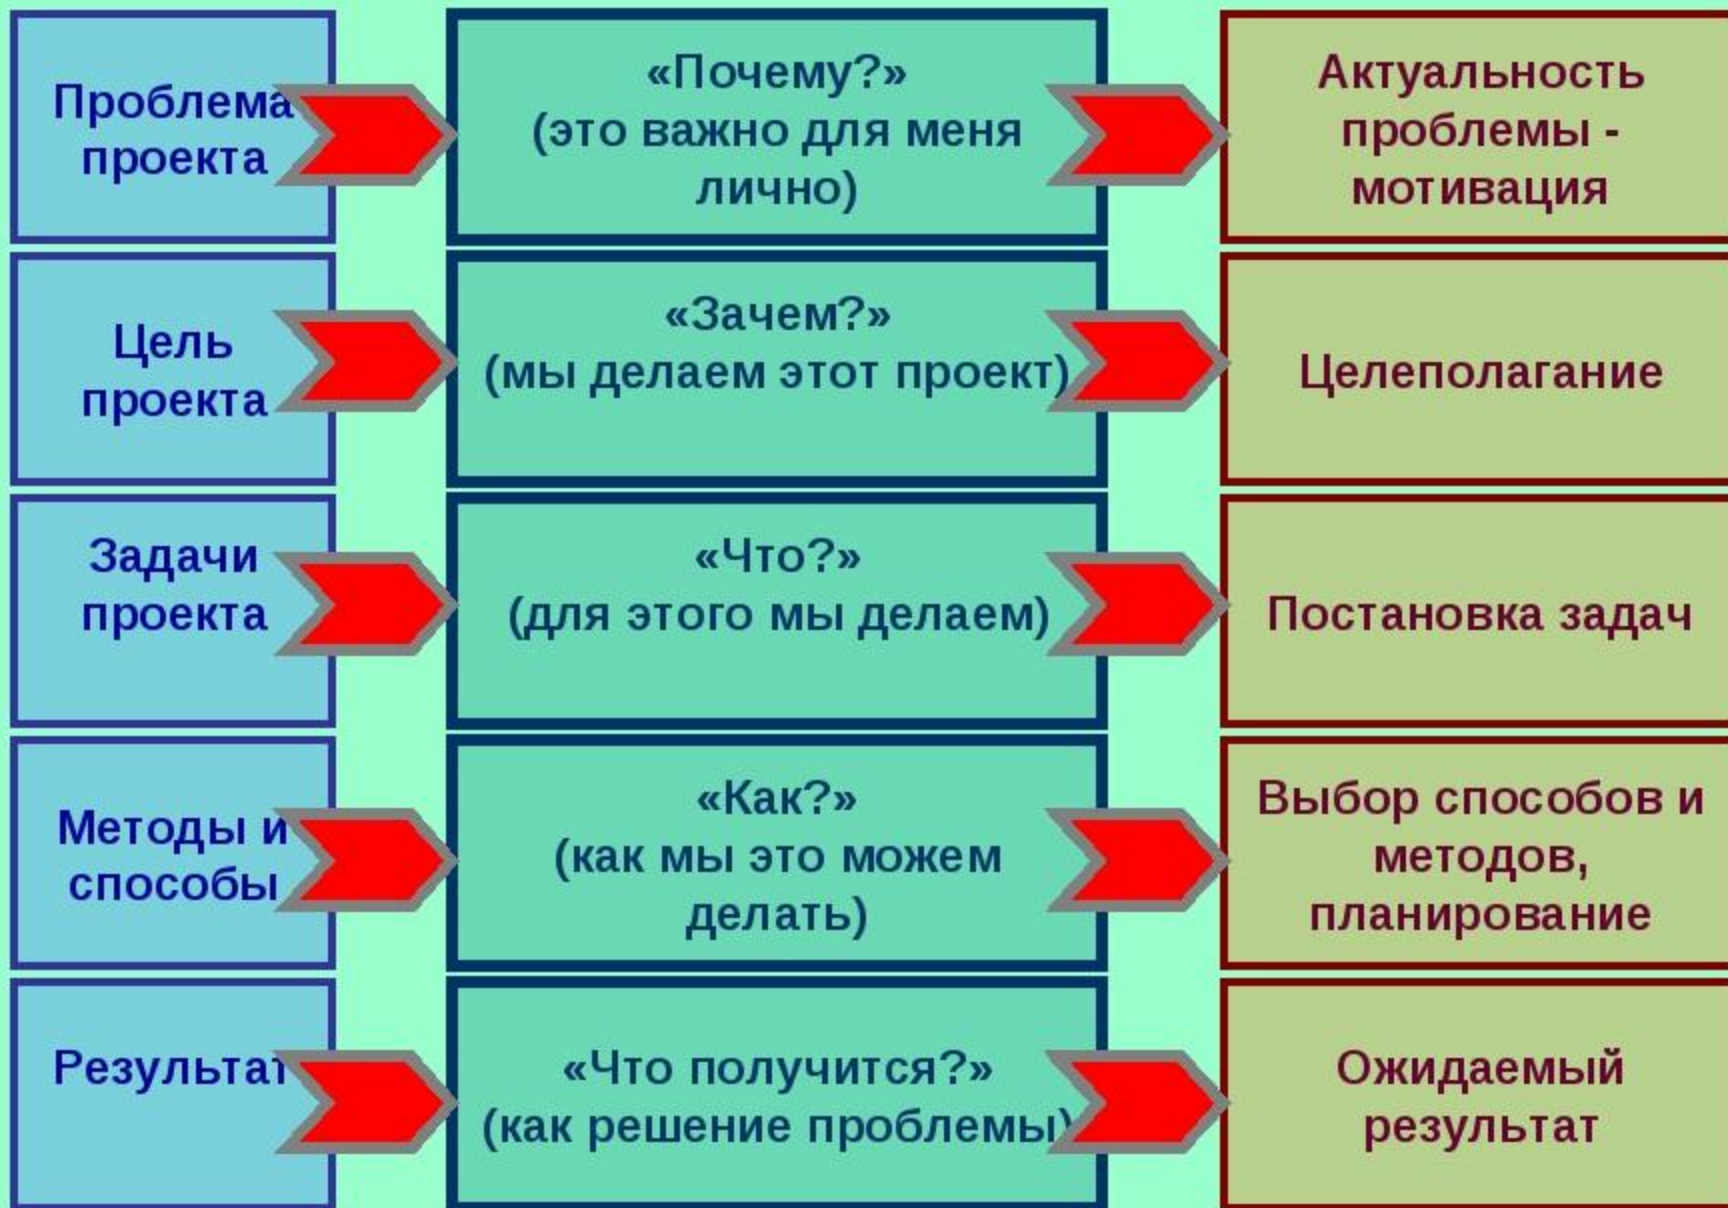 Проблема
проекта
«Почему?»
(это важно для меня
лично)
Актуальность
проблемы -
мотивация
Цель
проекта
«Зачем?»
(мы делаем этот проект)
Целеполагание
Задачи
проекта
«Что?»
(для этого мы делаем)
Постановка задач
Методы и
способы
«Как?»
(как мы это можем
делать)
Выбор способов и
методов,
планирование
Результат
«Что получится?»
(как решение проблемы)
Ожидаемый
результат